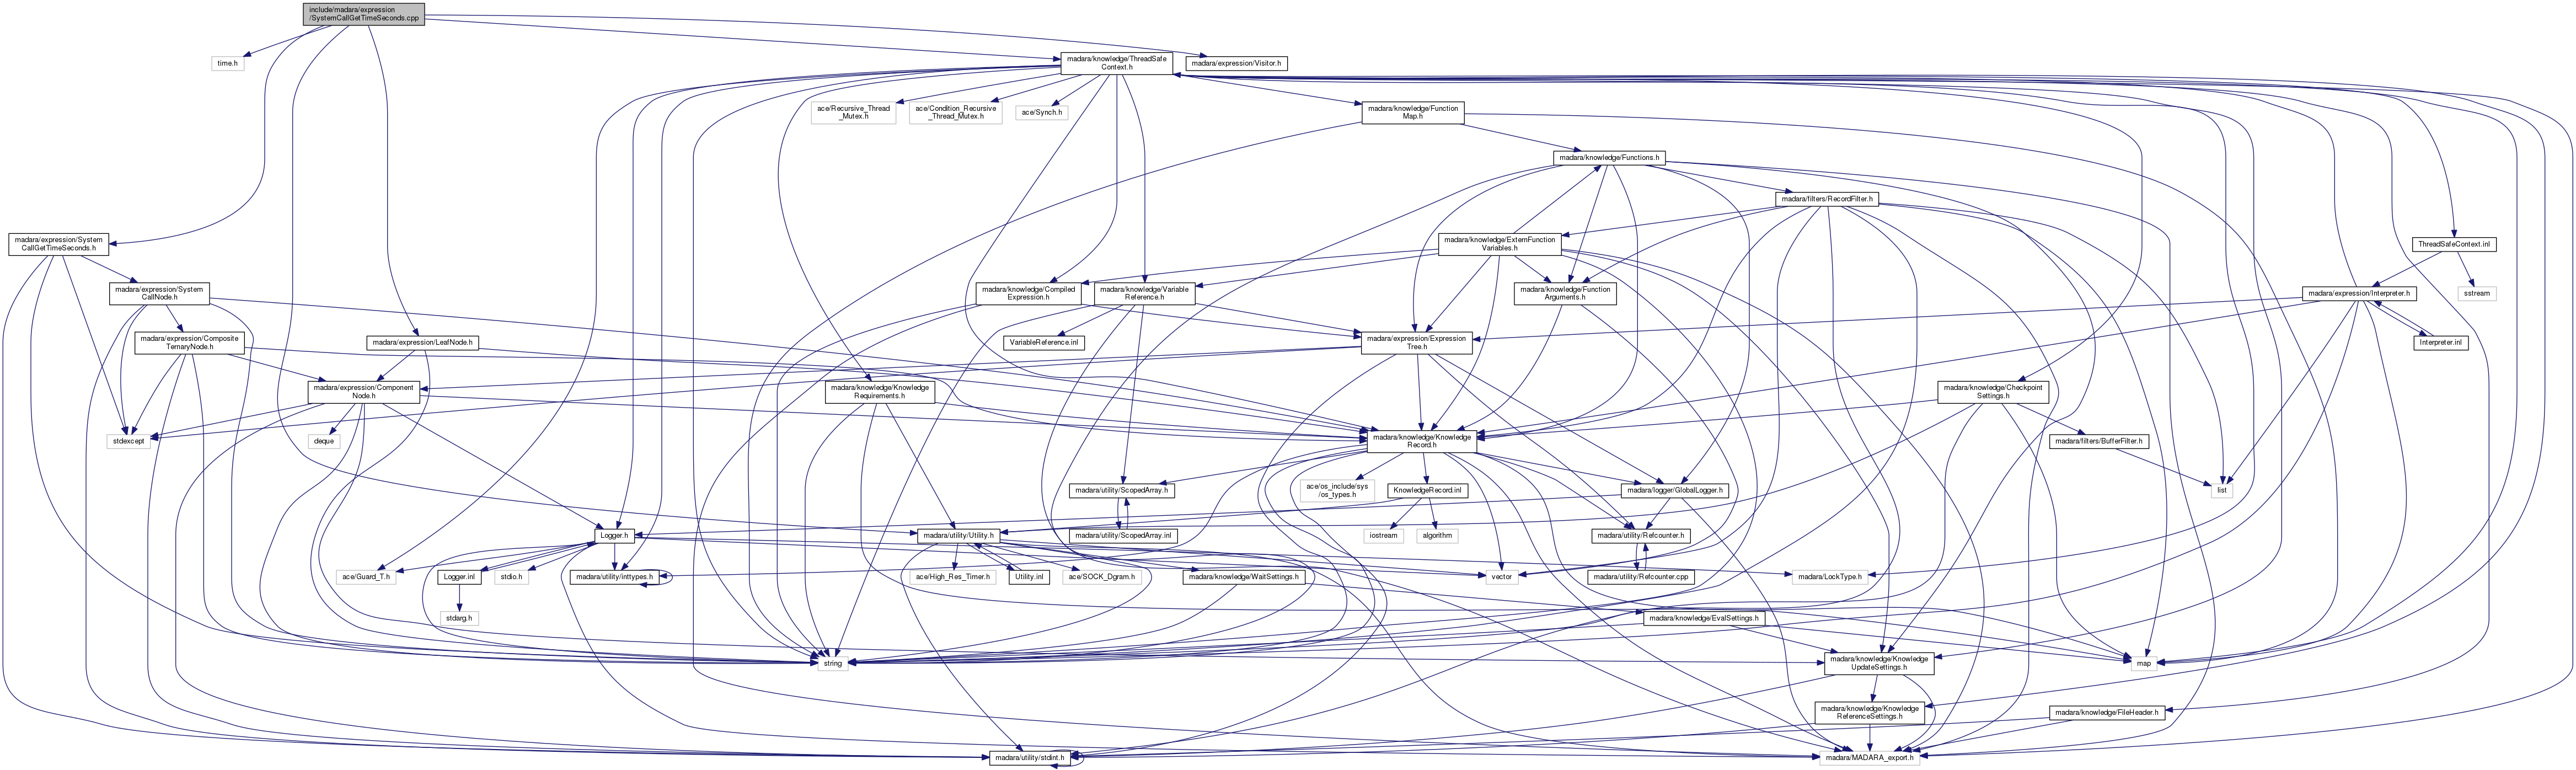 include/madara/expression
/SystemCallGetTimeSeconds.cpp
time.h
madara/knowledge/ThreadSafe
Context.h
madara/expression/Visitor.h
ace/Recursive_Thread
_Mutex.h
ace/Condition_Recursive
_Thread_Mutex.h
ace/Synch.h
madara/knowledge/Function
Map.h
madara/knowledge/Functions.h
madara/filters/RecordFilter.h
madara/expression/System
CallGetTimeSeconds.h
madara/knowledge/ExternFunction
Variables.h
ThreadSafeContext.inl
madara/expression/System
CallNode.h
madara/knowledge/Compiled
Expression.h
madara/knowledge/Variable
Reference.h
madara/knowledge/Function
Arguments.h
madara/expression/Interpreter.h
sstream
madara/expression/Composite
TernaryNode.h
madara/expression/LeafNode.h
VariableReference.inl
madara/expression/Expression
Tree.h
Interpreter.inl
madara/expression/Component
Node.h
madara/knowledge/Knowledge
Requirements.h
madara/knowledge/Checkpoint
Settings.h
stdexcept
deque
madara/knowledge/Knowledge
Record.h
madara/filters/BufferFilter.h
madara/utility/ScopedArray.h
ace/os_include/sys
/os_types.h
KnowledgeRecord.inl
madara/logger/GlobalLogger.h
list
Logger.h
madara/utility/Utility.h
madara/utility/ScopedArray.inl
iostream
algorithm
madara/utility/Refcounter.h
ace/Guard_T.h
Logger.inl
stdio.h
madara/utility/inttypes.h
ace/High_Res_Timer.h
Utility.inl
ace/SOCK_Dgram.h
madara/knowledge/WaitSettings.h
vector
madara/utility/Refcounter.cpp
madara/LockType.h
stdarg.h
madara/knowledge/EvalSettings.h
string
madara/knowledge/Knowledge
UpdateSettings.h
map
madara/knowledge/Knowledge
ReferenceSettings.h
madara/knowledge/FileHeader.h
madara/utility/stdint.h
madara/MADARA_export.h